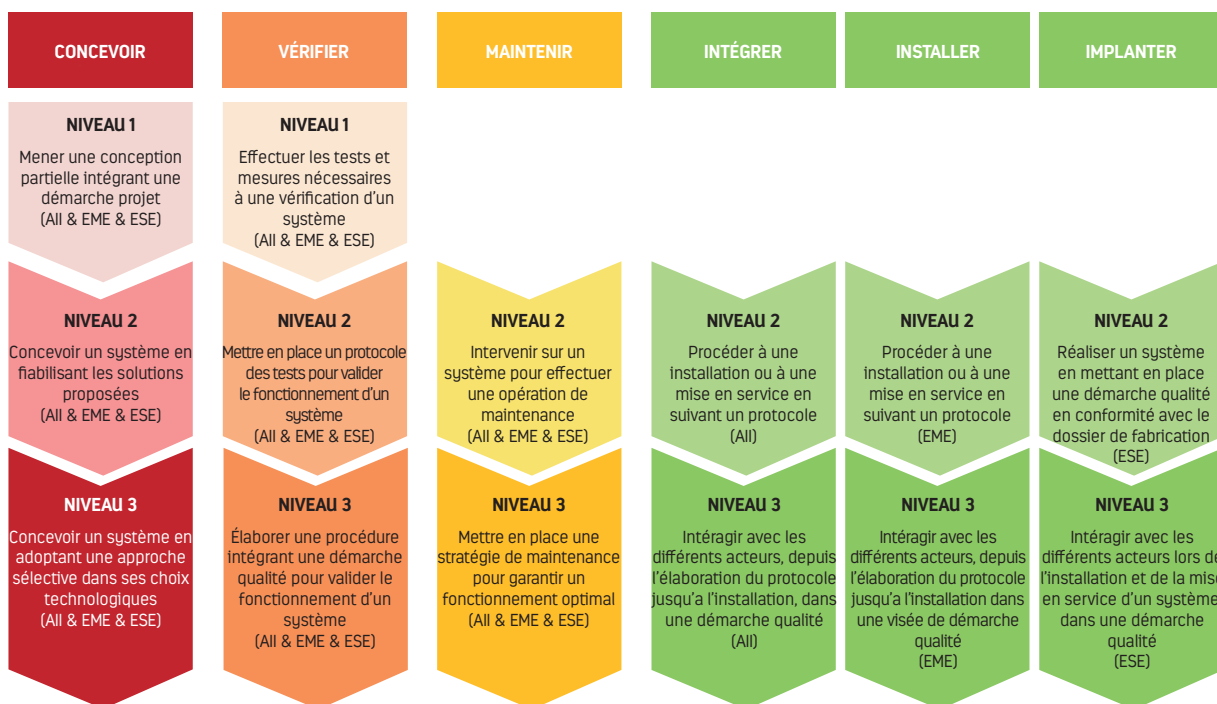 CONCEVOIR
VÉRIFIER
MAINTENIR
INTÉGRER
INSTALLER
IMPLANTER
NIVEAU 1
Mener une conception
partielle intégrant une
démarche projet
(AII & EME & ESE)
NIVEAU 1
Effectuer les tests et
mesures nécessaires
à une vérification d'un
système
(AII & EME & ESE)
NIVEAU 2
Concevoir un système en
fiabilisant les solutions
proposées
(AII & EME & ESE)
NIVEAU 2
Mettre en place un protocole
des tests pour valider
le fonctionnement d'un
système
(AII & EME & ESE)
NIVEAU 2
Intervenir sur un
système pour effectuer
une opération de
maintenance
(AII & EME & ESE)
NIVEAU 2
Procéder à une
installation ou à une
mise en service en
suivant un protocole
(AII)
NIVEAU 2
Procéder à une
installation ou à une
mise en service en
suivant un protocole
(EME)
NIVEAU 2
Réaliser un système
en mettant en place
une démarche qualité
en conformité avec le
dossier de fabrication
(ESE)
NIVEAU 3
Concevoir un système en
adoptant une approche
sélective dans ses choix
technologiques
(AII & EME & ESE)
NIVEAU 3
Élaborer une procédure
intégrant une démarche
qualité pour valider le
fonctionnement d'un
système
(AII & EME & ESE)
NIVEAU 3
Mettre en place une
stratégie de maintenance
pour garantir un
fonctionnement optimal
(AII & EME & ESE)
NIVEAU 3
Intéragir avec les
différents acteurs, depuis
l'élaboration du protocole
jusqu'a l'installation, dans
une démarche qualité
(AII)
NIVEAU 3
Intéragir avec les
différents acteurs, depuis
l'élaboration du protocole
jusqu'a l'installation dans
une visée de démarche
qualité
(EME)
NIVEAU 3
Intéragir avec les
différents acteurs lors de
l'installation et de la mise
en service d'un système
dans une démarche
qualité
(ESE)